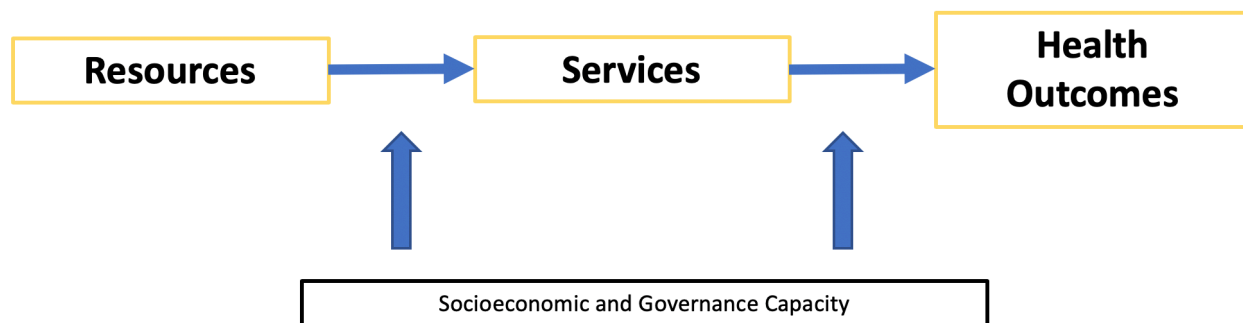 Resources
Services
Health
Outcomes
Socioeconomic and Governance Capacity